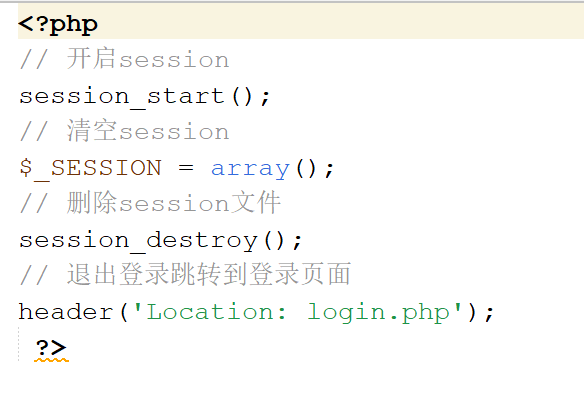 <?php
// 开启session
session_start();
// 清空session
$_SESSION = array();
// 删除session文件
session_destroy();
// 退出登录跳转到登录页面
header('Location: login.php');
?>